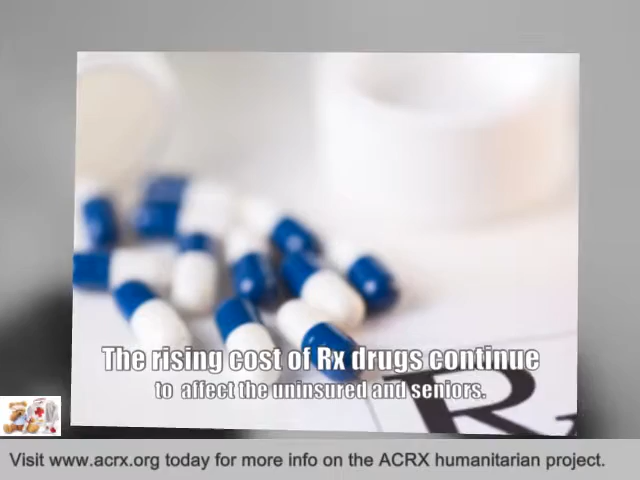 The rising cost of Rx drugs continue
to affect the uninsured and seniors.
R
Visit www.acrx.org today for more info on the ACRX humanitarian project.